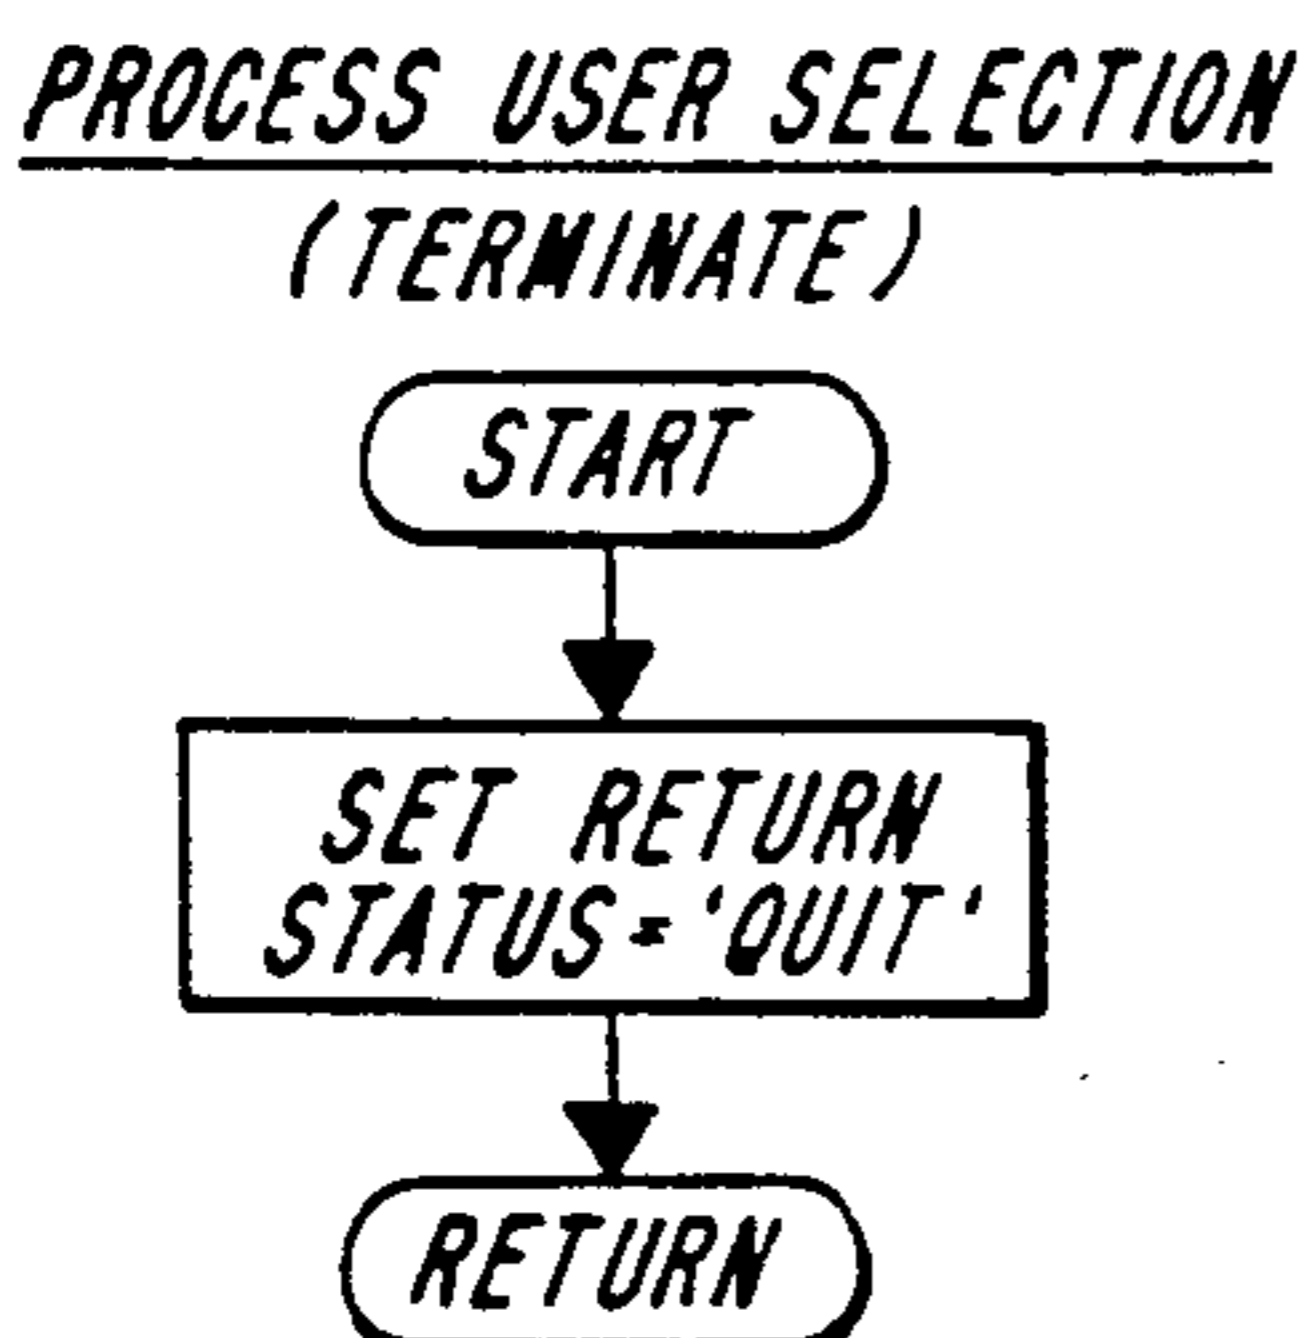 PROCESS USER SELECTION
(TERMINATE)
START
SET RETURN
STATUS = 'QUIT'
RETURN